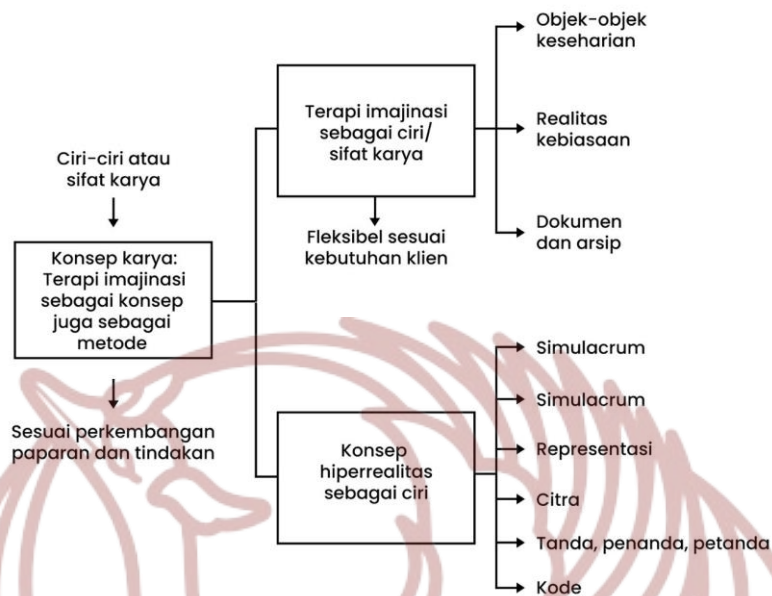 Ciri-ciri atau
sifat karya
Konsep karya:
Terapi imajinasi
sebagai konsep
juga sebagai
metode
Sesuai perkembangan
paparan dan tindakan
Terapi imajinasi
sebagai ciri/
sifat karya
Fleksibel sesuai
kebutuhan klien
Objek-objek
keseharian
Realitas
kebiasaan
Dokumen
dan arsip
Konsep
hiperrealitas
sebagai ciri
Simulacrum
Simulacrum
Representasi
Citra
Tanda, penanda, petanda
Kode